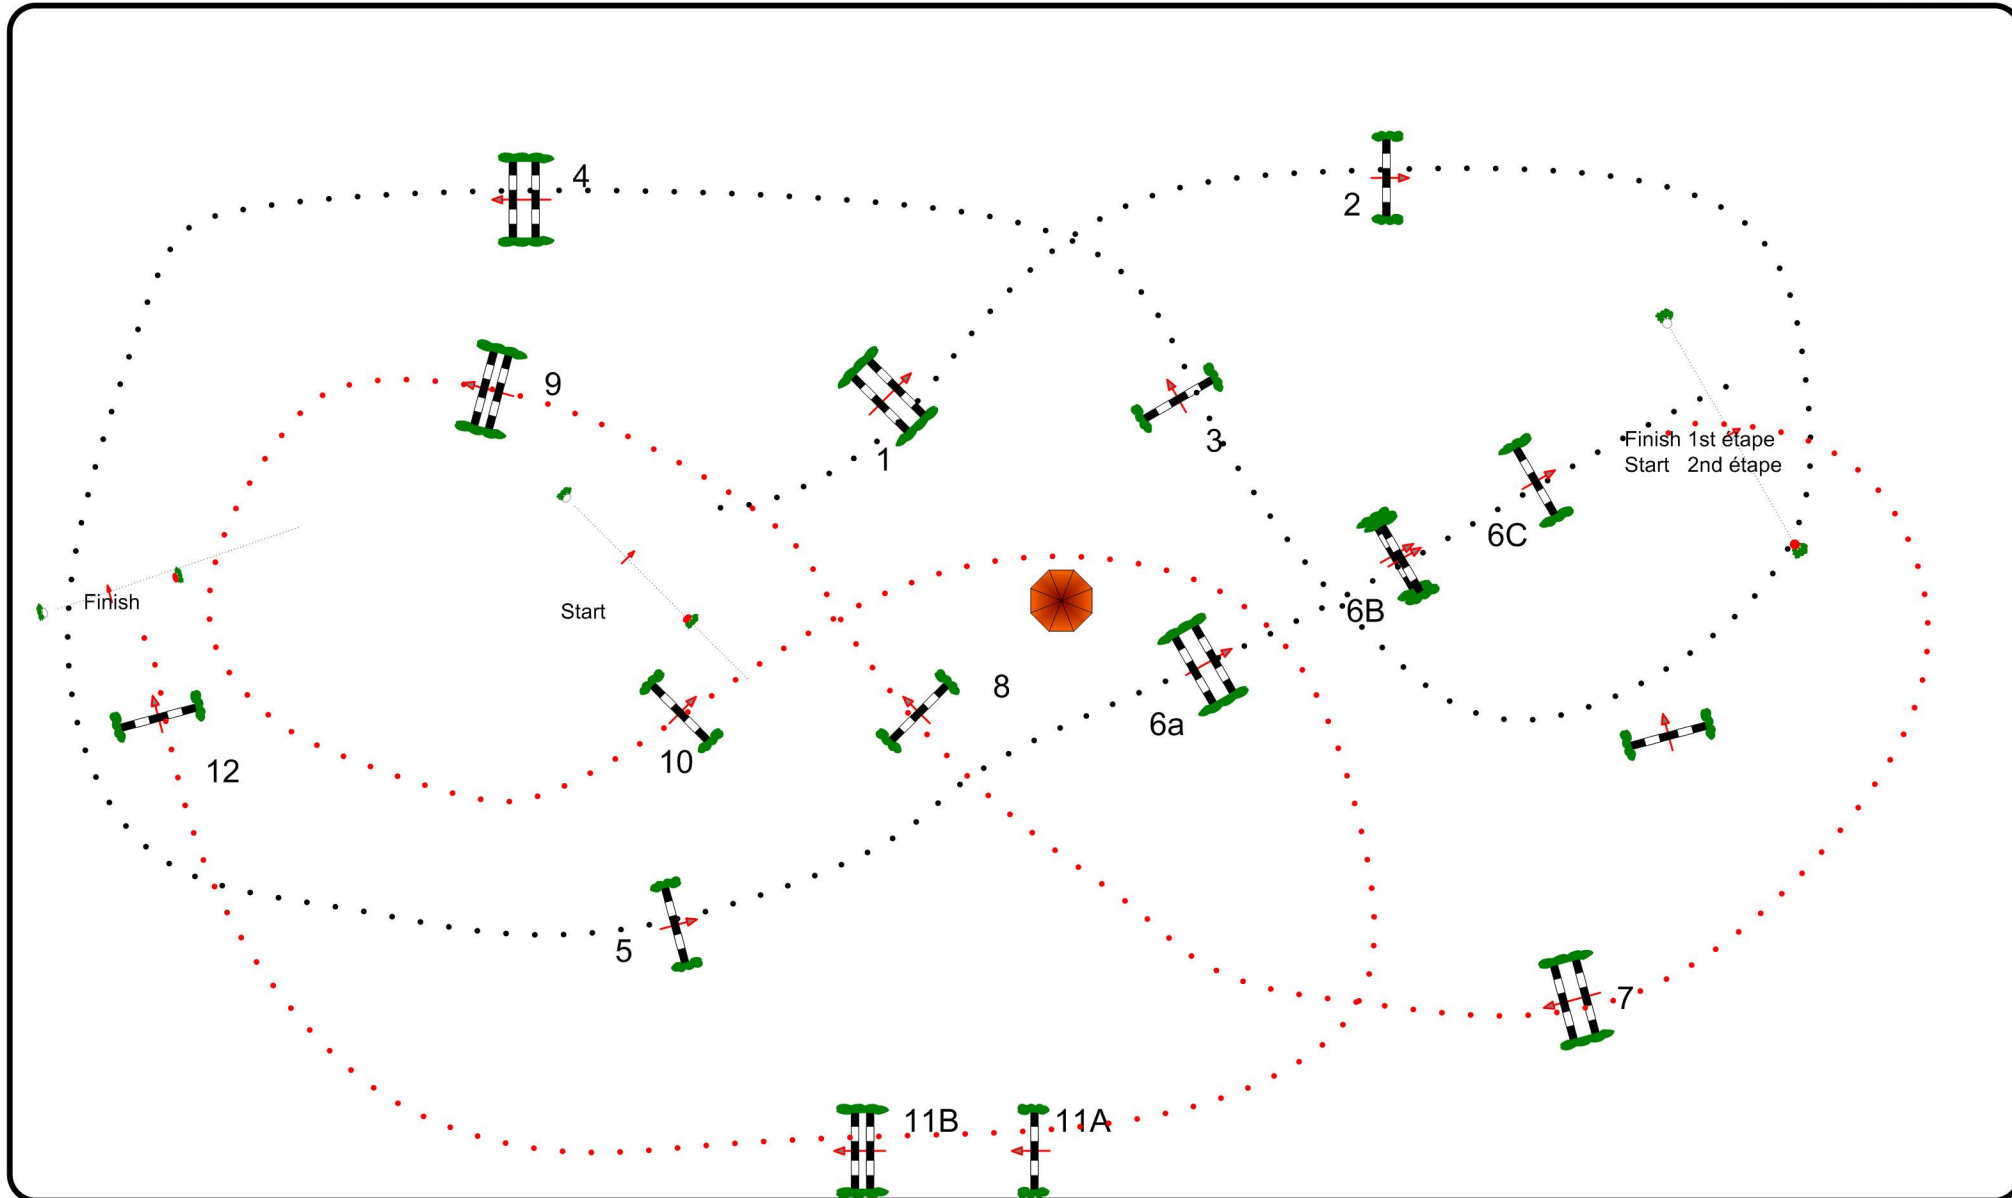 4
2
9
1
3
Finish 1st étape
Start 2nd étape
6C
Finish
Start
6B
8
6a
10
12
5
7
11B
11A